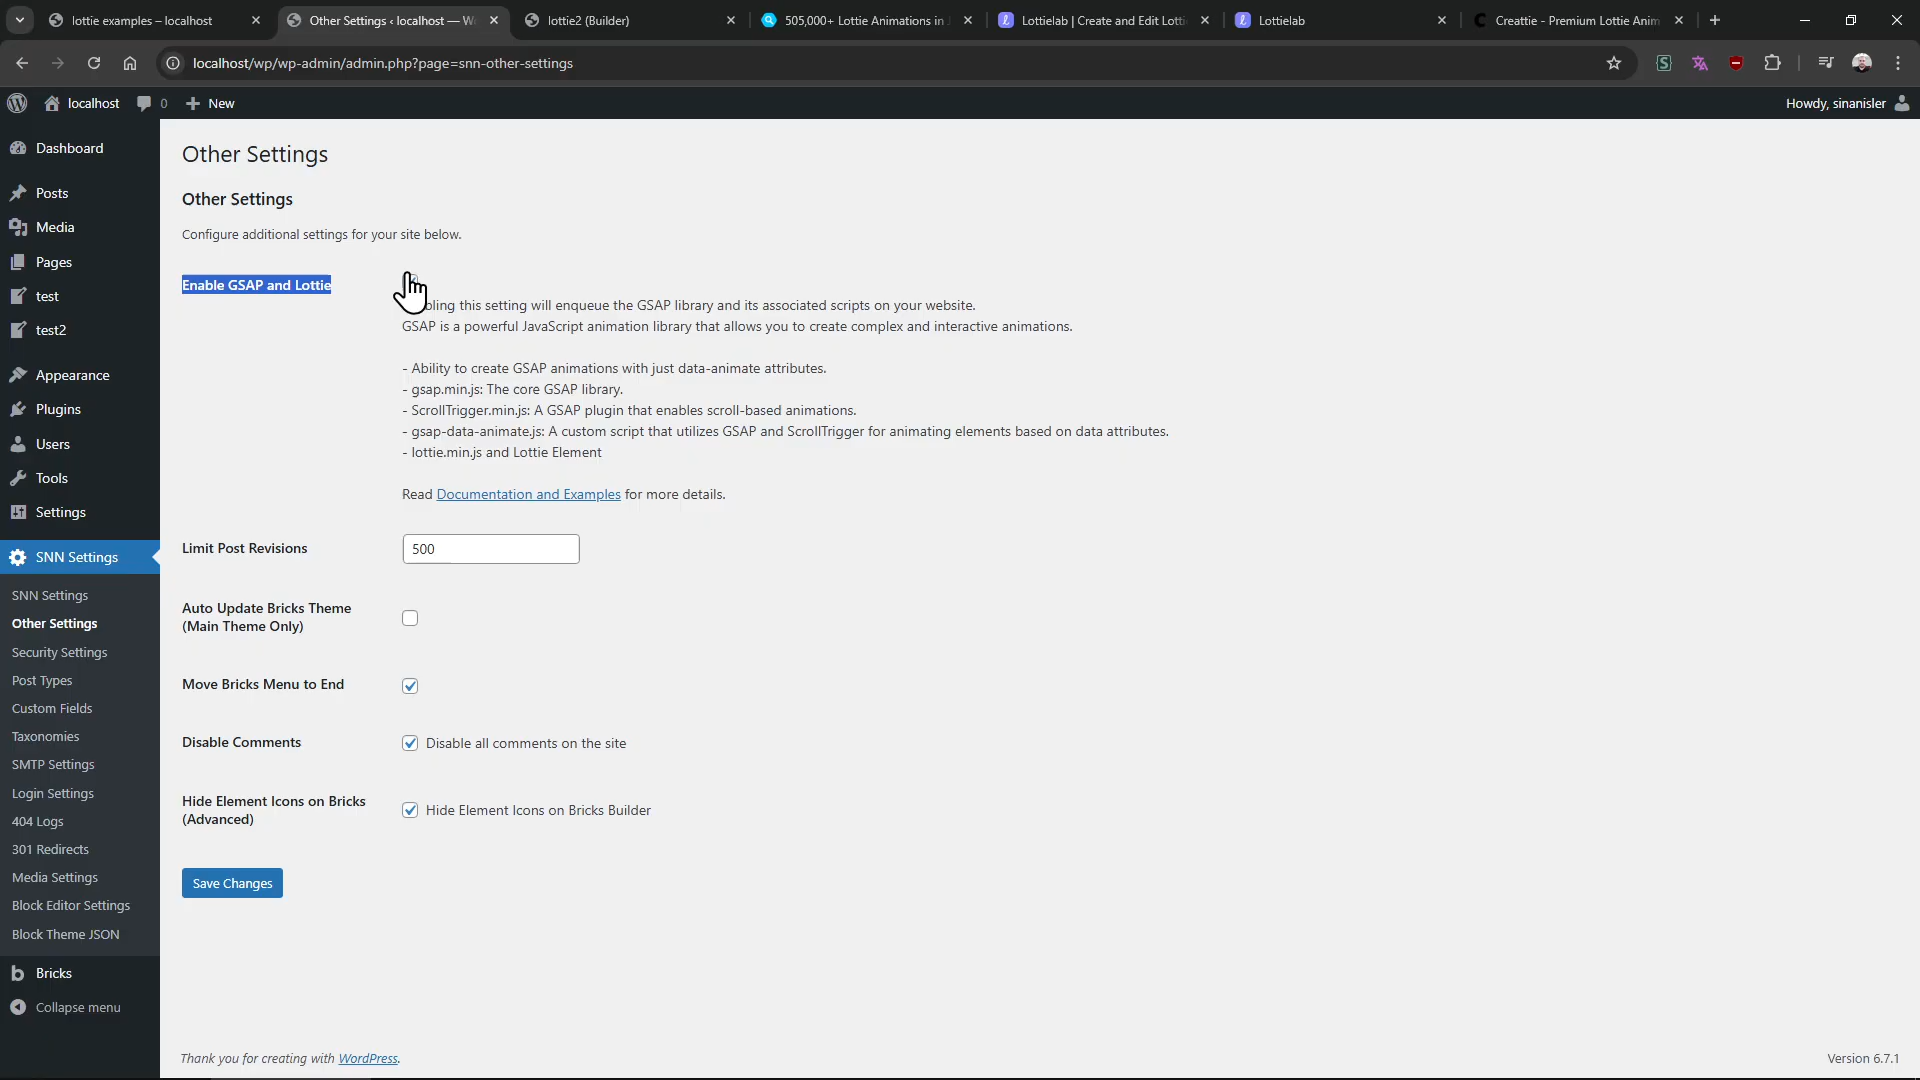 lottie examples – localhost
Other Settings ‹ localhost — W
lottie2 (Builder)
505,000+ Lottie Animations in
Lottielab | Create and Edit Lotti
Lottielab
Creattie - Premium Lottie Anim
localhost/wp/wp-admin/admin.php?page=snn-other-settings
localhost
0
New
Howdy, sinanisler
Dashboard
Posts
Media
Pages
test
test2
Appearance
Plugins
Users
Tools
Settings
SNN Settings
SNN Settings
Other Settings
Security Settings
Post Types
Custom Fields
Taxonomies
SMTP Settings
Login Settings
404 Logs
301 Redirects
Media Settings
Block Editor Settings
Block Theme JSON
Bricks
Collapse menu
Other Settings
Other Settings
Configure additional settings for your site below.
Enable GSAP and Lottie
bling this setting will enqueue the GSAP library and its associated scripts on your website.
GSAP is a powerful JavaScript animation library that allows you to create complex and interactive animations.
- Ability to create GSAP animations with just data-animate attributes.
- gsap.min.js: The core GSAP library.
- ScrollTrigger.min.js: A GSAP plugin that enables scroll-based animations.
- gsap-data-animate.js: A custom script that utilizes GSAP and ScrollTrigger for animating elements based on data attributes.
- lottie.min.js and Lottie Element
Read Documentation and Examples for more details.
Limit Post Revisions
500
Auto Update Bricks Theme
(Main Theme Only)
Move Bricks Menu to End
Disable Comments
Disable all comments on the site
Hide Element Icons on Bricks
(Advanced)
Hide Element Icons on Bricks Builder
Save Changes
Thank you for creating with WordPress.
Version 6.7.1